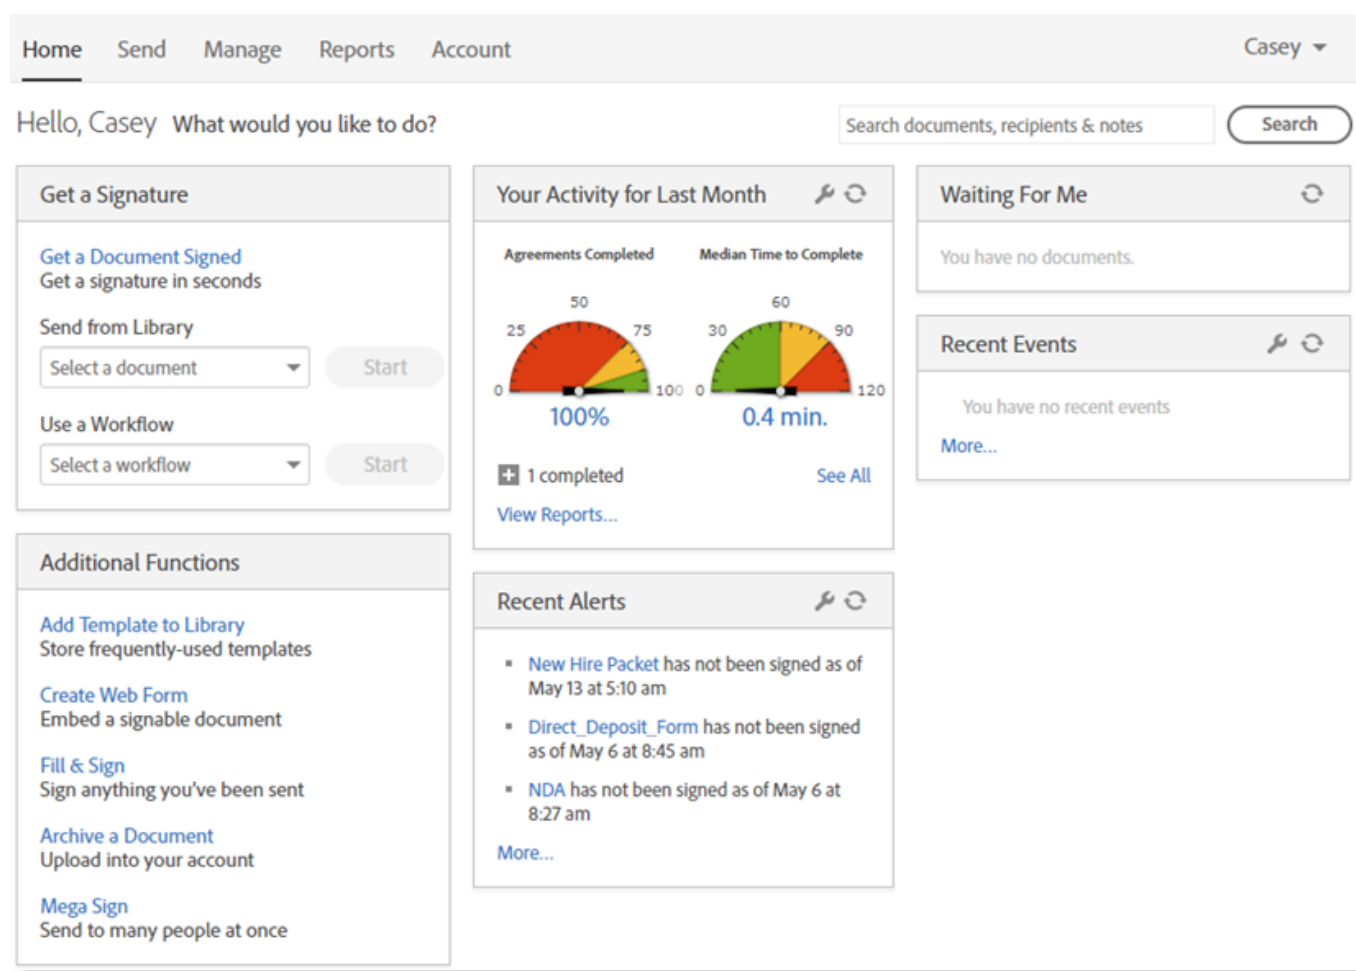 Home Send Manage Reports Account Casey
Hello, Casey What would you like to do?
Search documents, recipients & notes Search
Get a Signature
Get a Document Signed
Get a signature in seconds
Send from Library
Select a document Start
Use a Workflow
Select a workflow Start
Additional Functions
Add Template to Library
Store frequently-used templates
Create Web Form
Embed a signable document
Fill & Sign
Sign anything you've been sent
Archive a Document
Upload into your account
Mega Sign
Send to many people at once
Your Activity for Last Month
Agreements Completed Median Time to Complete
50 60
25 75 30 90
0 100 0 120
100% 0.4 min.
1 completed See All
View Reports...
Recent Alerts
New Hire Packet has not been signed as of
May 13 at 5:10 am
Direct_Deposit_Form has not been signed
as of May 6 at 8:45 am
NDA has not been signed as of May 6 at
8:27 am
More...
Waiting For Me
You have no documents.
Recent Events
You have no recent events
More...